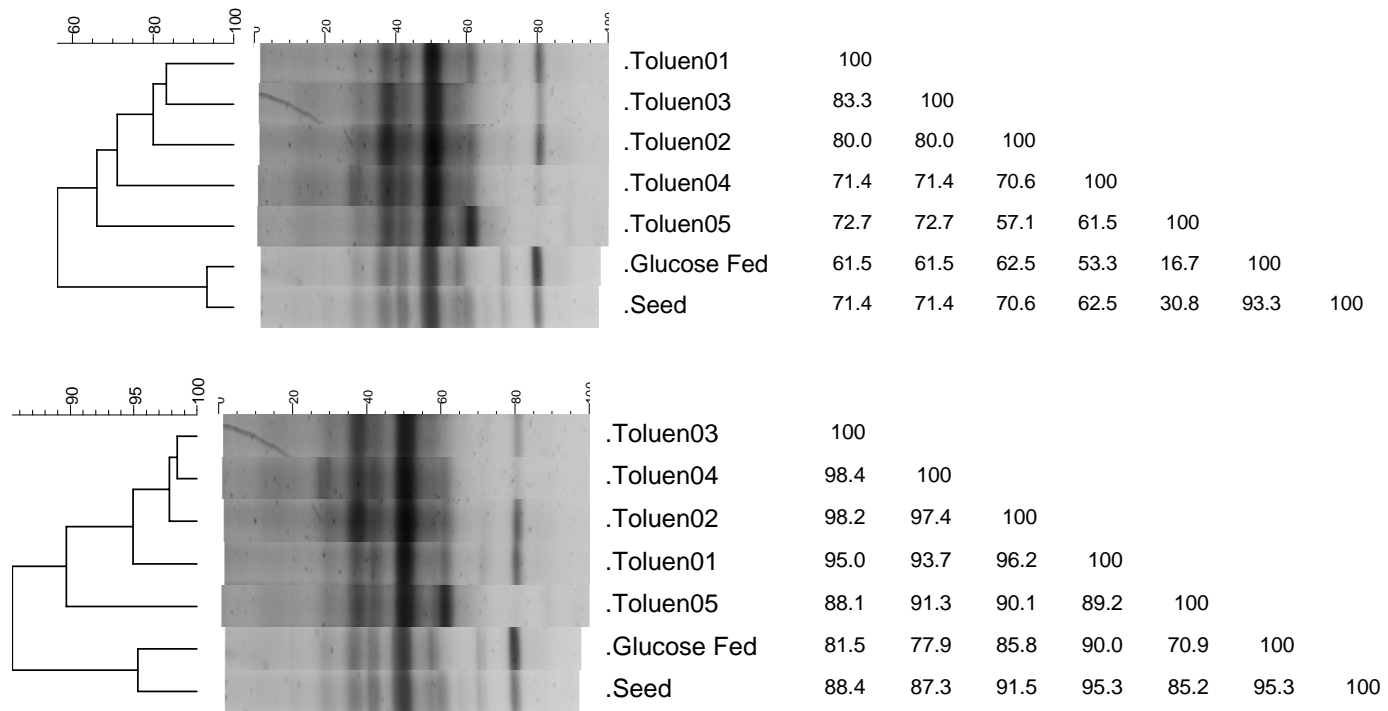 60 80 100 0 20 40 60 80 100
.Toluen01 100
.Toluen03 83.3 100
.Toluen02 80.0 80.0 100
.Toluen04 71.4 71.4 70.6 100
.Toluen05 72.7 72.7 57.1 61.5 100
.Glucose Fed 61.5 61.5 62.5 53.3 16.7 100
.Seed 71.4 71.4 70.6 62.5 30.8 93.3 100
90 95 100 0 20 40 60 80 100
.Toluen03 100
.Toluen04 98.4 100
.Toluen02 98.2 97.4 100
.Toluen01 95.0 93.7 96.2 100
.Toluen05 88.1 91.3 90.1 89.2 100
.Glucose Fed 81.5 77.9 85.8 90.0 70.9 100
.Seed 88.4 87.3 91.5 95.3 85.2 95.3 100